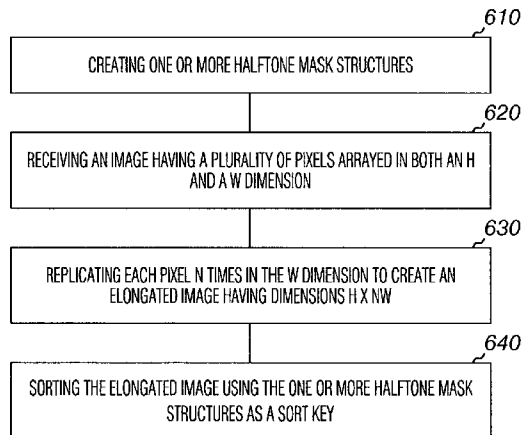 610
CREATING ONE OR MORE HALFTONE MASK STRUCTURES
620
RECEIVING AN IMAGE HAVING A PLURALITY OF PIXELS ARRAYED IN BOTH AN H
AND A W DIMENSION
630
REPLICATING EACH PIXEL N TIMES IN THE W DIMENSION TO CREATE AN
ELONGATED IMAGE HAVING DIMENSIONS H X NW
640
SORTING THE ELONGATED IMAGE USING THE ONE OR MORE HALFTONE MASK
STRUCTURES AS A SORT KEY